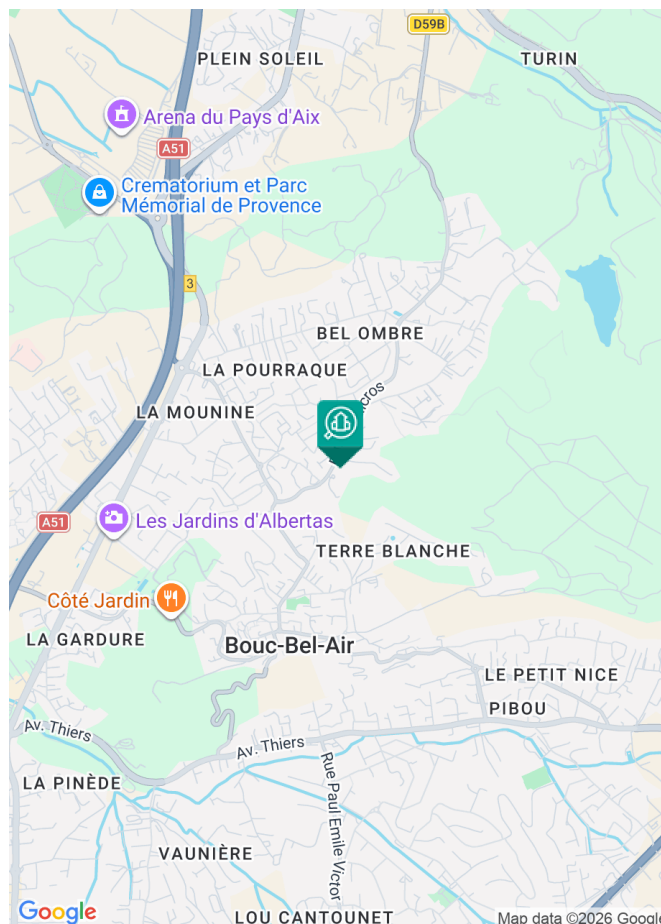 D59B
PLEIN SOLEIL
TURIN
Arena du Pays d'Aix
A51
Crematorium et Parc
Mémorial de Provence
3
BEL OMBRE
LA POURRAQUE
LA MOUNINE
A51
Les Jardins d'Albertas
TERRE BLANCHE
Côté Jardin
LA GARDURE
Bouc-Bel-Air
LE PETIT NICE
PIBOU
Av. Thiers
Av. Thiers
Rue Paul Emile Victor
LA PINÈDE
VAUNIÈRE
LOU CANTOUNET
Google
Map data ©2026 Google